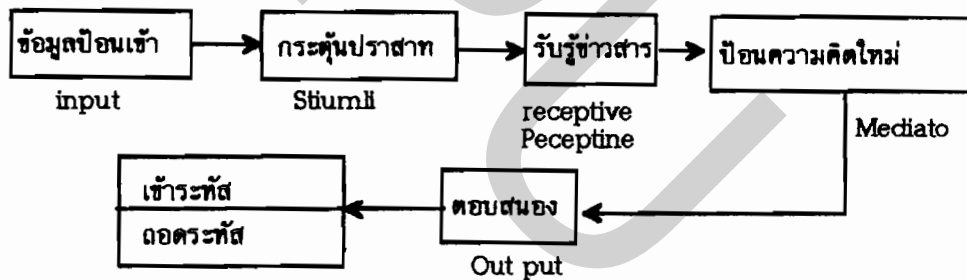 ข้อมูลป้อนเข้า
กระตุ้นปราสาท
รับรู้ข่าวสาร
ป้อนความคิดใหม่
input
Stiumli
receptive
Peceptine
Mediato
เข้าระหัส
ถอดระหัส
ตอบสนอง
Out put